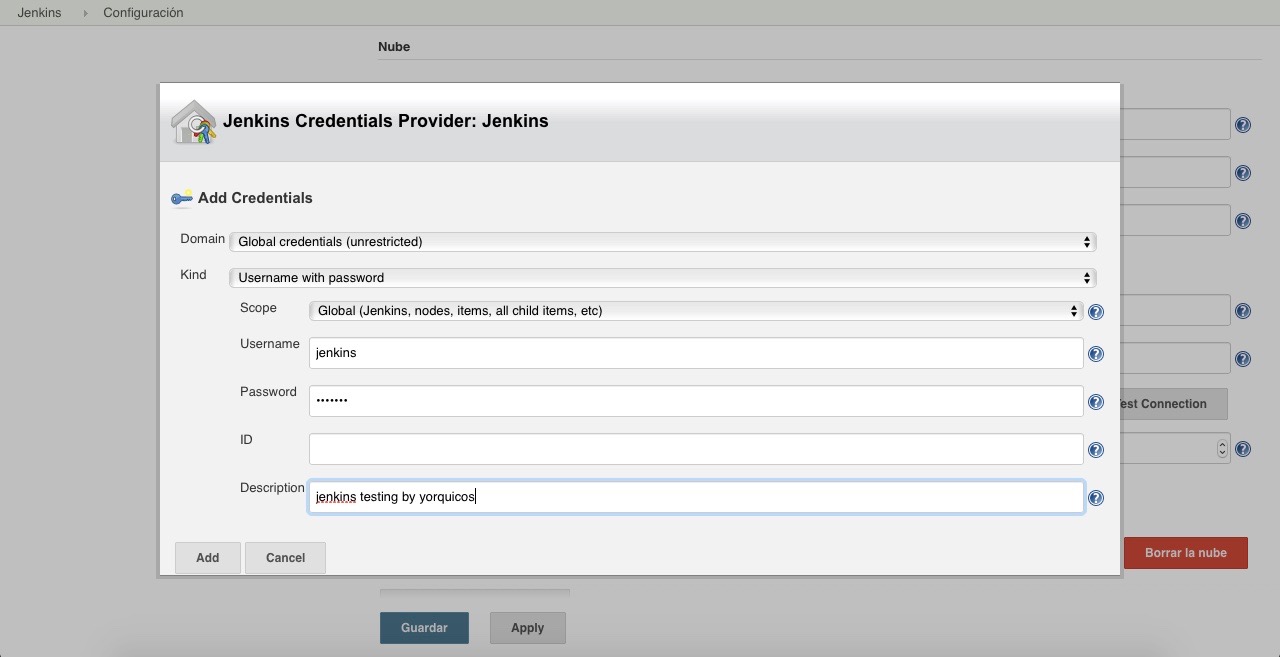 Jenkins
Configuración
Nube
Jenkins Credentials Provider: Jenkins
Add Credentials
Domain
Global credentials (unrestricted)
Kind
Username with password
Scope
Global (Jenkins, nodes, items, all child items, etc)
Username
jenkins
Password
•••••••
ID
Description
jenkins testing by yorquicos
Add
Cancel
est Connection
Borrar la nube
Guardar
Apply